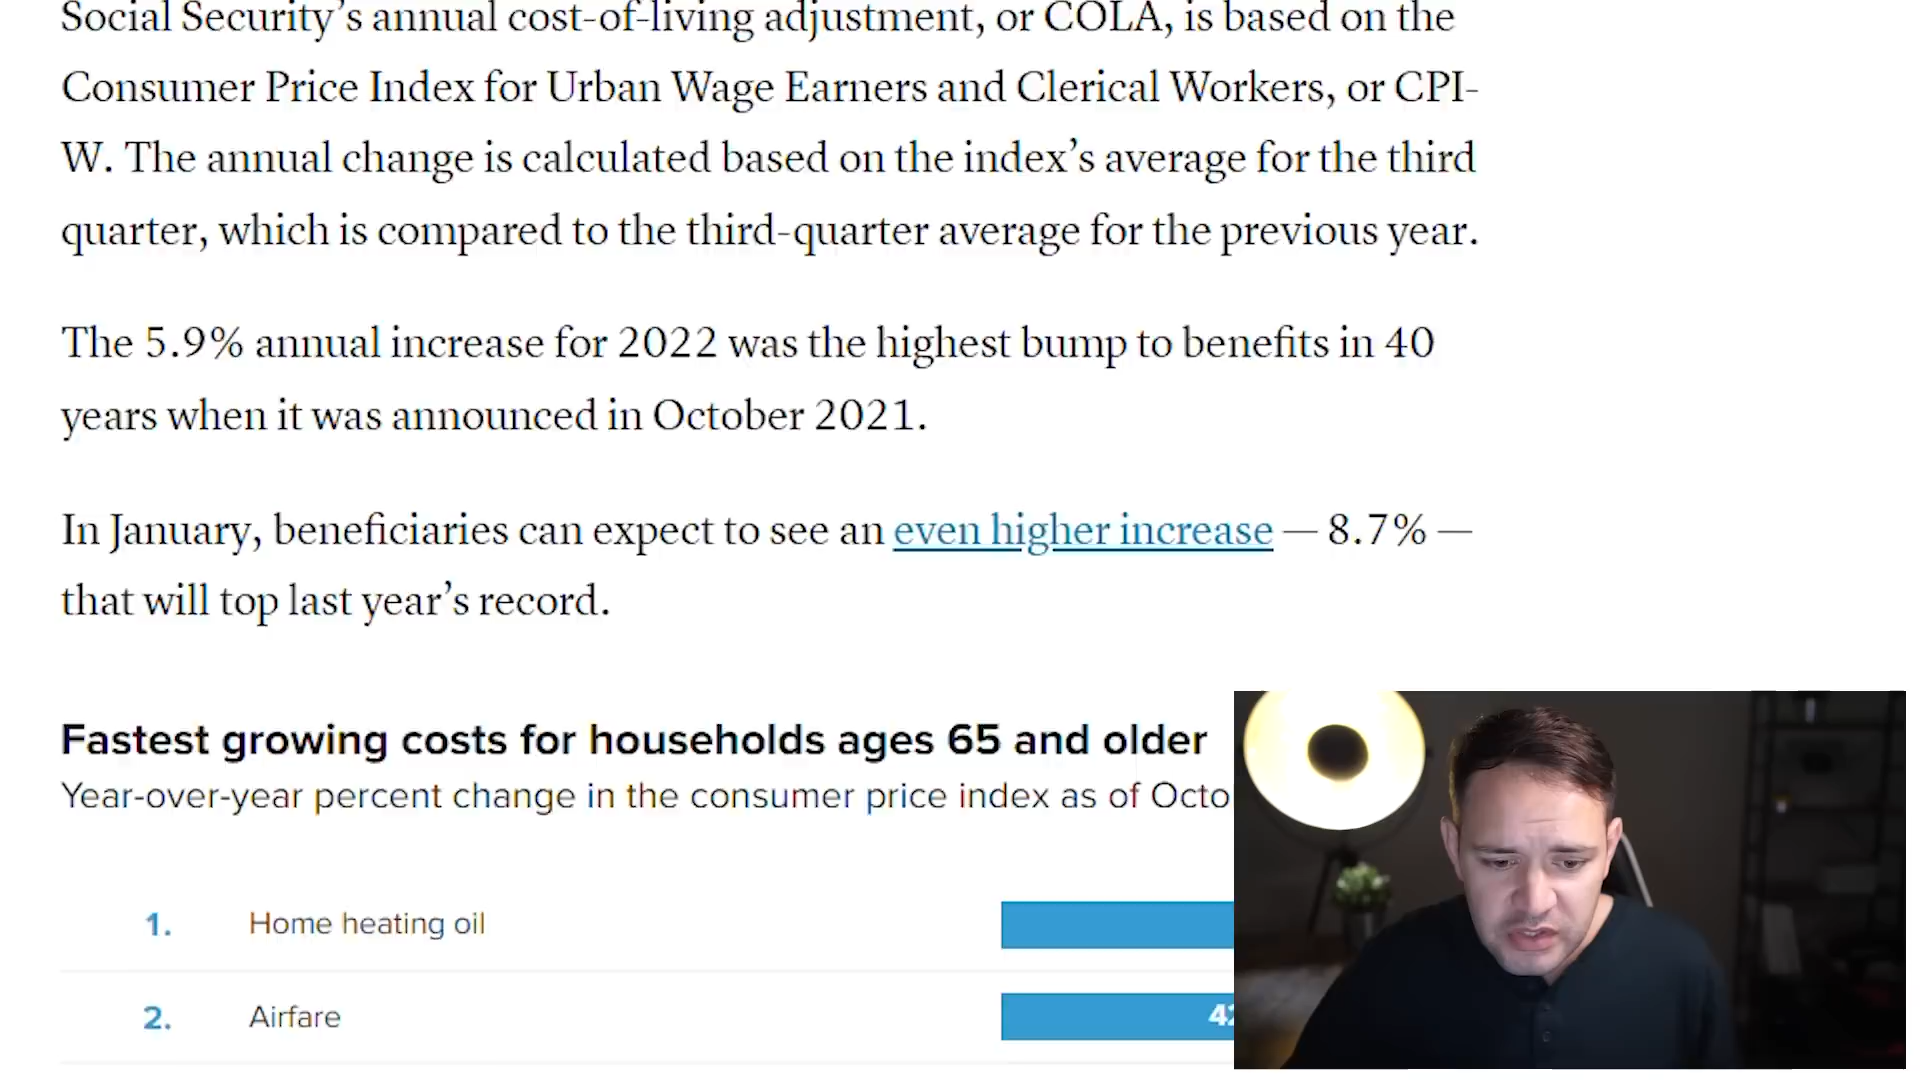 Social Security’s annual cost-of-living adjustment, or COLA, is based on the
Consumer Price Index for Urban Wage Earners and Clerical Workers, or CPI-
W. The annual change is calculated based on the index’s average for the third
quarter, which is compared to the third-quarter average for the previous year.
The 5.9% annual increase for 2022 was the highest bump to benefits in 40
years when it was announced in October 2021.
In January, beneficiaries can expect to see an even higher increase — 8.7% —
that will top last year’s record.
Fastest growing costs for households ages 65 and older
Year-over-year percent change in the consumer price index as of Octo
1. Home heating oil
2. Airfare